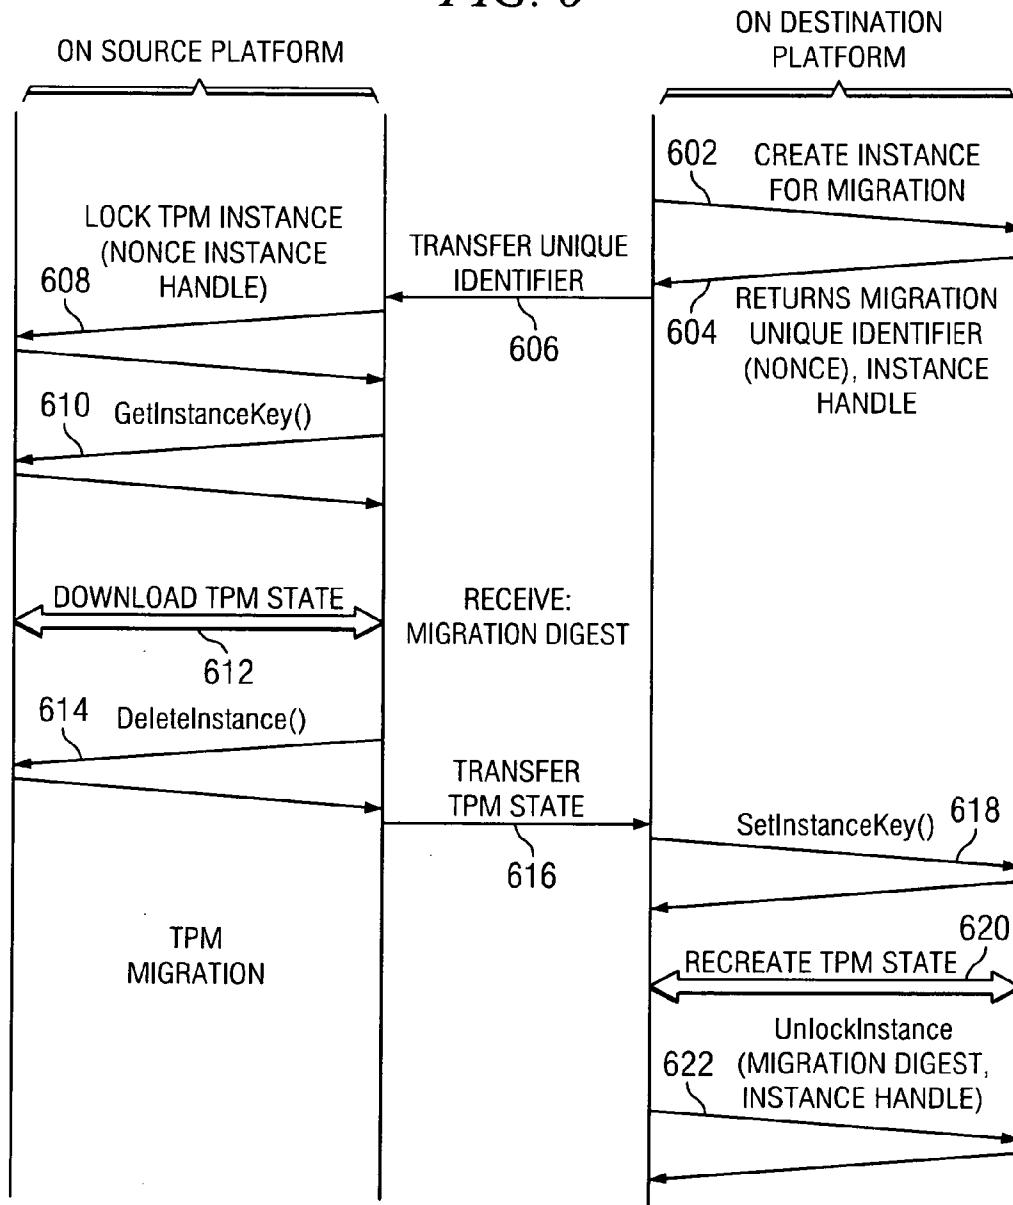 FIG. 6
ON SOURCE PLATFORM
ON DESTINATION
PLATFORM
602
CREATE INSTANCE
FOR MIGRATION
LOCK TPM INSTANCE
(NONCE INSTANCE
HANDLE)
608
TRANSFER UNIQUE
IDENTIFIER
606
604
RETURNS MIGRATION
UNIQUE IDENTIFIER
(NONCE), INSTANCE
HANDLE
610
GetInstanceKey()
DOWNLOAD TPM STATE
612
RECEIVE:
MIGRATION DIGEST
614
DeleteInstance()
TRANSFER
TPM STATE
616
SetInstanceKey()
618
TPM
MIGRATION
620
RECREATE TPM STATE
UnlockInstance
(MIGRATION DIGEST,
INSTANCE HANDLE)
622